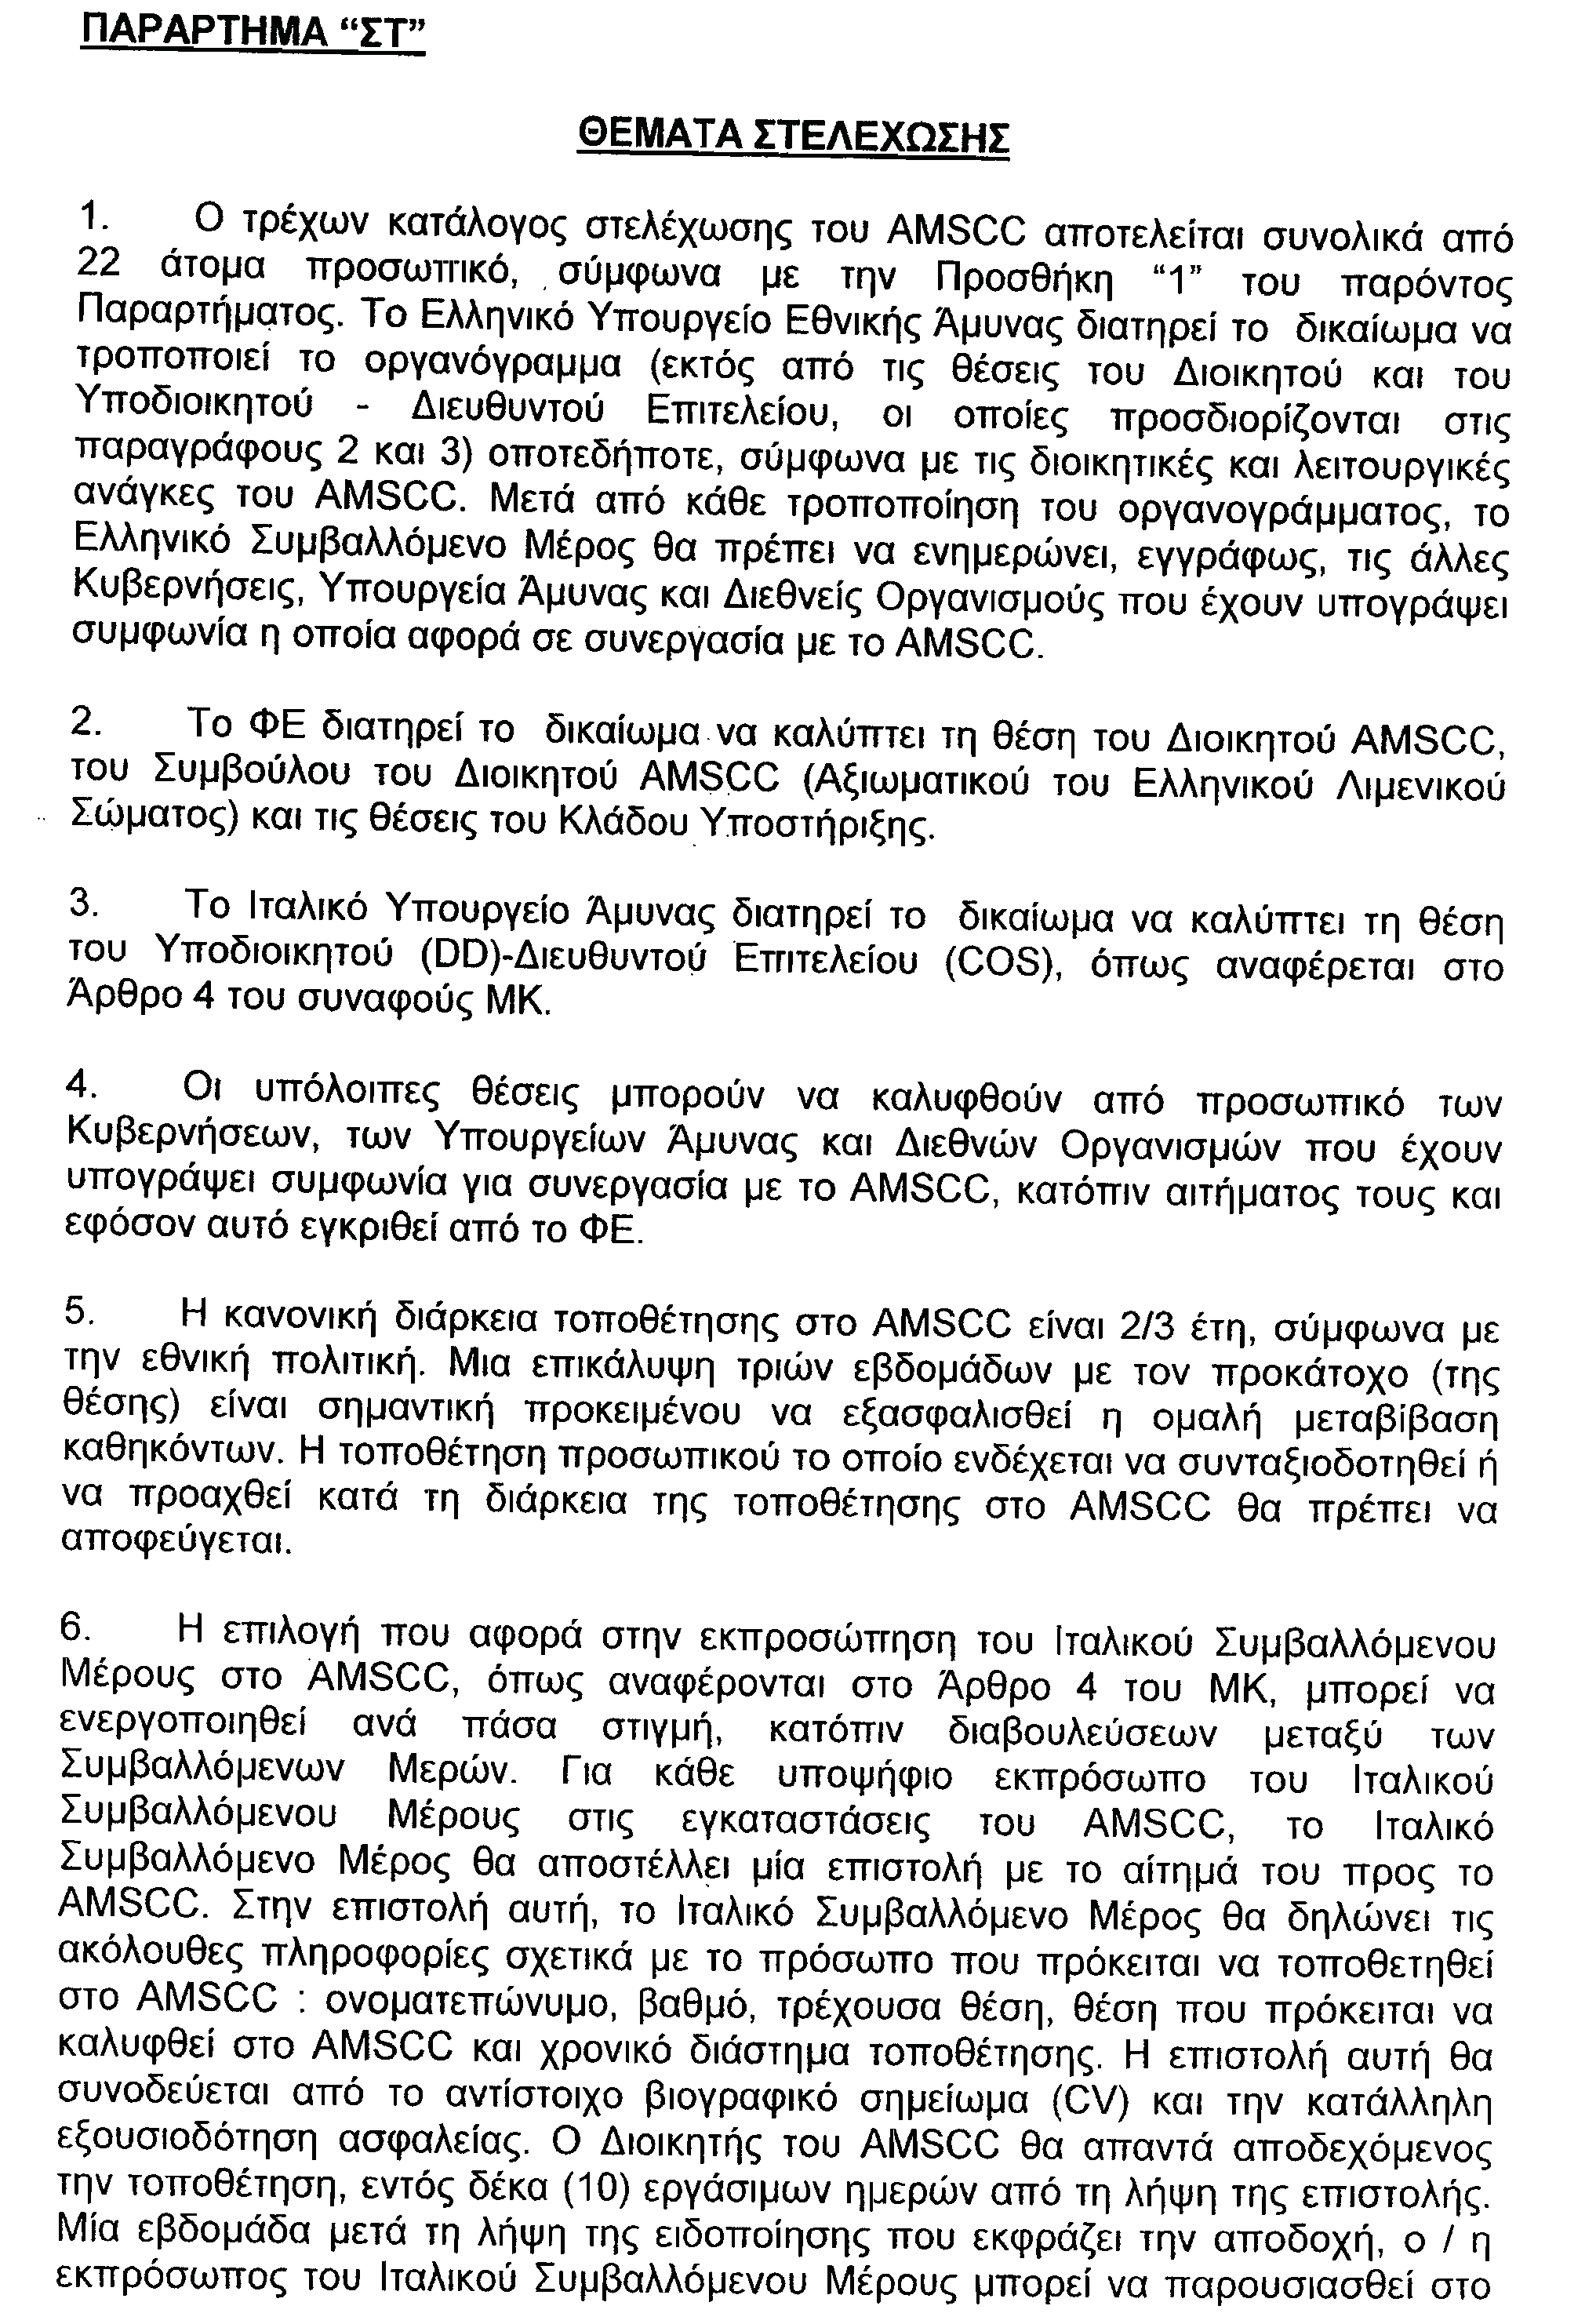 ΠΑΡΑΡΤΗΜΑ “ΣΤ”
ΘΕΜΑΤΑ ΣΤΕΛΕΧΩΣΗΣ
1. Ο τρέχων κατάλογος στελέχωσης του AMSCC αποτελείται συνολικά από
22 άτομα προσωπικό, σύμφωνα με την Προσθήκη “1” του παρόντος
Παραρτήματος. Το Ελληνικό Υπουργείο Εθνικής Άμυνας διατηρεί το δικαίωμα να
τροποποιεί το οργανόγραμμα (εκτός από τις θέσεις του Διοικητού και του
Υποδιοικητού - Διευθυντού Επιτελείου, οι οποίες προσδιορίζονται στις
παραγράφους 2 και 3) οποτεδήποτε, σύμφωνα με τις διοικητικές και λειτουργικές
ανάγκες του AMSCC. Μετά από κάθε τροποποίηση του οργανογράμματος, το
Ελληνικό Συμβαλλόμενο Μέρος θα πρέπει να ενημερώνει, εγγράφως, τις άλλες
Κυβερνήσεις, Υπουργεία Άμυνας και Διεθνείς Οργανισμούς που έχουν υπογράψει
συμφωνία η οποία αφορά σε συνεργασία με το AMSCC.
2. Το ΦΕ διατηρεί το δικαίωμα να καλύπτει τη θέση του Διοικητού AMSCC,
του Συμβούλου του Διοικητού AMSCC (Αξιωματικού του Ελληνικού Λιμενικού
Σώματος) και τις θέσεις του Κλάδου Υποστήριξης.
3. Το Ιταλικό Υπουργείο Άμυνας διατηρεί το δικαίωμα να καλύπτει τη θέση
του Υποδιοικητού (DD)-Διευθυντού Επιτελείου (COS), όπως αναφέρεται στο
Άρθρο 4 του συναφούς ΜΚ.
4. Οι υπόλοιπες θέσεις μπορούν να καλυφθούν από προσωπικό των
Κυβερνήσεων, των Υπουργείων Άμυνας και Διεθνών Οργανισμών που έχουν
υπογράψει συμφωνία για συνεργασία με το AMSCC, κατόπιν αιτήματος τους και
εφόσον αυτό εγκριθεί από το ΦΕ.
5. Η κανονική διάρκεια τοποθέτησης στο AMSCC είναι 2/3 έτη, σύμφωνα με
την εθνική πολιτική. Μια επικάλυψη τριών εβδομάδων με τον προκάτοχο (της
θέσης) είναι σημαντική προκειμένου να εξασφαλισθεί η ομαλή μεταβίβαση
καθηκόντων. Η τοποθέτηση προσωπικού το οποίο ενδέχεται να συνταξιοδοτηθεί ή
να προαχθεί κατά τη διάρκεια της τοποθέτησης στο AMSCC θα πρέπει να
αποφεύγεται.
6. Η επιλογή που αφορά στην εκπροσώπηση του Ιταλικού Συμβαλλόμενου
Μέρους στο AMSCC, όπως αναφέρονται στο Άρθρο 4 του ΜΚ, μπορεί να
ενεργοποιηθεί ανά πάσα στιγμή, κατόπιν διαβουλεύσεων μεταξύ των
Συμβαλλόμενων Μερών. Για κάθε υποψήφιο εκπρόσωπο του Ιταλικού
Συμβαλλόμενου Μέρους στις εγκαταστάσεις του AMSCC, το Ιταλικό
Συμβαλλόμενο Μέρος θα αποστέλλει μία επιστολή με το αίτημά του προς το
AMSCC. Στην επιστολή αυτή, το Ιταλικό Συμβαλλόμενο Μέρος θα δηλώνει τις
ακόλουθες πληροφορίες σχετικά με το πρόσωπο που πρόκειται να τοποθετηθεί
στο AMSCC : ονοματεπώνυμο, βαθμό, τρέχουσα θέση, θέση που πρόκειται να
καλυφθεί στο AMSCC και χρονικό διάστημα τοποθέτησης. Η επιστολή αυτή θα
συνοδεύεται από το αντίστοιχο βιογραφικό σημείωμα (CV) και την κατάλληλη
εξουσιοδότηση ασφαλείας. Ο Διοικητής του AMSCC θα απαντά αποδεχόμενος
την τοποθέτηση, εντός δέκα (10) εργάσιμων ημερών από τη λήψη της επιστολής.
Μία εβδομάδα μετά τη λήψη της ειδοποίησης που εκφράζει την αποδοχή, ο / η
εκπρόσωπος του Ιταλικού Συμβαλλόμενου Μέρους μπορεί να παρουσιασθεί στο